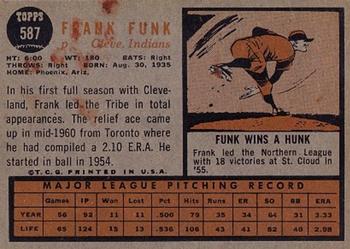 TOPPS
587
FRANK FUNK
p Cleve. Indians
HT: 6:00 WT: 180 BATS: Right
THROWS: Right BORN: Aug. 30, 1935
HOME: Phoenix, Ariz.
In his first full season with Cleve-
land, Frank led the Tribe in total
appearances. The relief ace came
up in mid-1960 from Toronto where
he had compiled a 2.10 E.R.A. He
started in ball in 1954.
©T.C.G. PRINTED IN U.S.A.
FUNK WINS A HUNK
Frank led the Northern League
with 18 victories at St. Cloud in
'55.
MAJOR LEAGUE PITCHING RECORD
Games IP Won Lost Pct. Hits Runs ER SO BB ERA
YEAR 56 92 11 11 .500 79 35 34 64 31 3.33
LIFE 65 124 15 13 .536 106 43 41 82 40 2.98